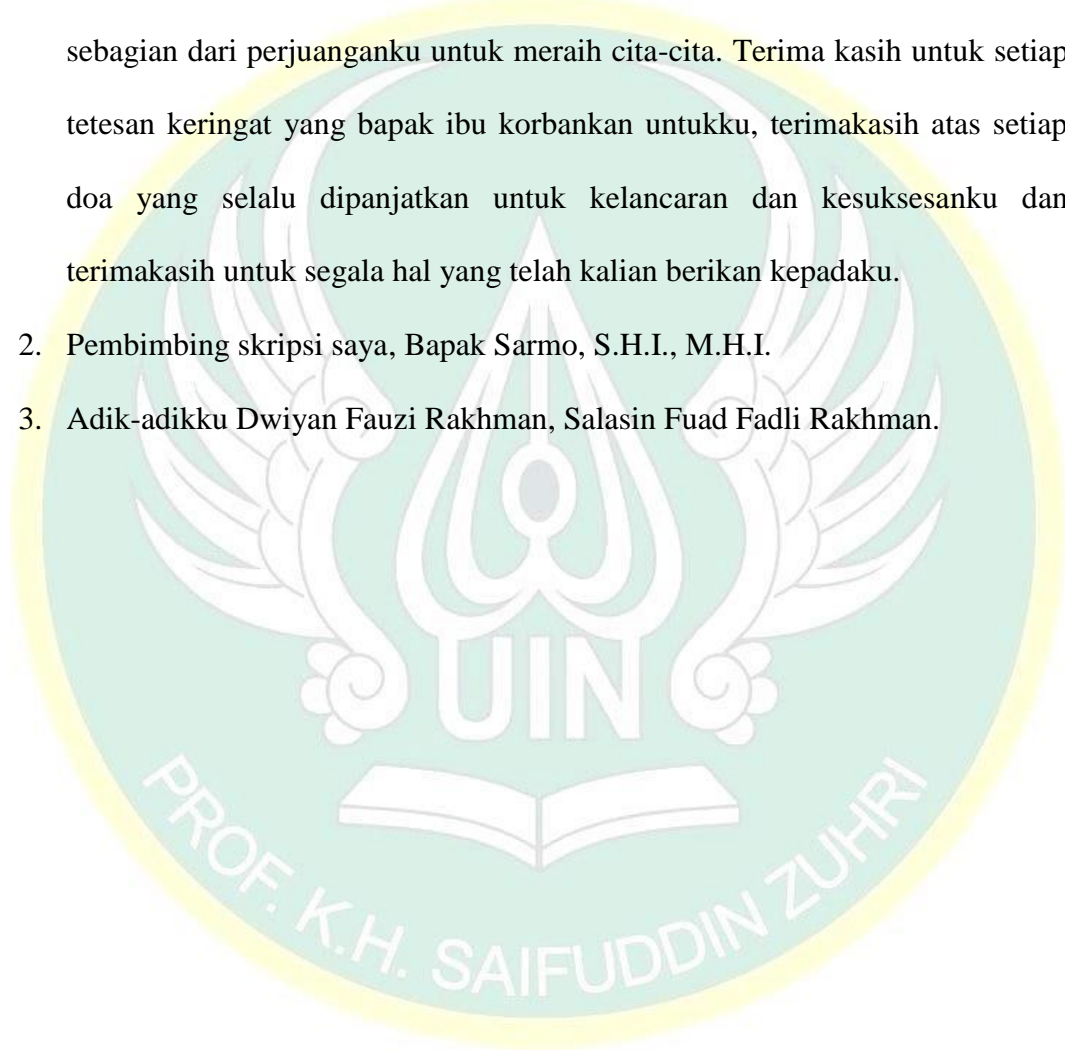 sebagian dari perjuanganku untuk meraih cita-cita. Terima kasih untuk setiap
tetesan keringat yang bapak ibu korbankan untukku, terimakasih atas setiap
doa yang selalu dipanjatkan untuk kelancaran dan kesuksesanku dan
terimakasih untuk segala hal yang telah kalian berikan kepadaku.
2. Pembimbing skripsi saya, Bapak Sarmo, S.H.I., M.H.I.
3. Adik-adikku Dwiyan Fauzi Rakhman, Salasin Fuad Fadli Rakhman.
UIN
PROF. K.H. SAIFUDDIN ZUHRI